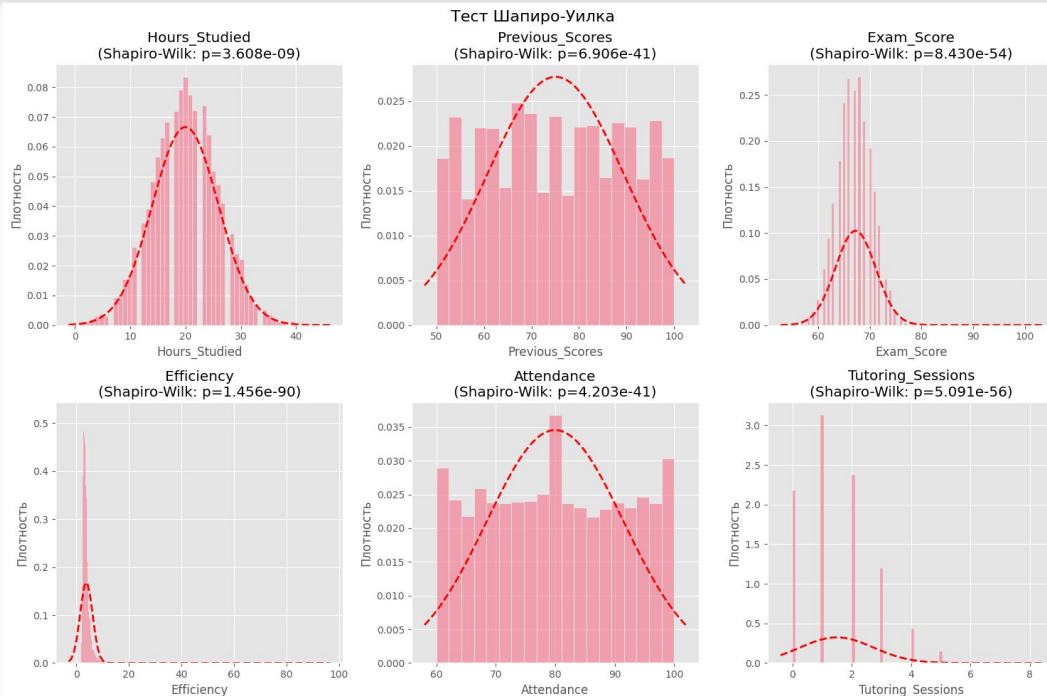 Тест Шапиро-Уилка
Hours_Studied
(Shapiro-Wilk: p=3.608e-09)
Плотность
0.08
0.07
0.06
0.05
0.04
0.03
0.02
0.01
0.00
0 10 20 30 40
Hours_Studied
Previous_Scores
(Shapiro-Wilk: p=6.906e-41)
Плотность
0.025
0.020
0.015
0.010
0.005
0.000
50 60 70 80 90 100
Previous_Scores
Exam_Score
(Shapiro-Wilk: p=8.430e-54)
Плотность
0.25
0.20
0.15
0.10
0.05
0.00
60 70 80 90 100
Exam_Score
Efficiency
(Shapiro-Wilk: p=1.456e-90)
Плотность
0.5
0.4
0.3
0.2
0.1
0.0
0 20 40 60 80 100
Efficiency
Attendance
(Shapiro-Wilk: p=4.203e-41)
Плотность
0.035
0.030
0.025
0.020
0.015
0.010
0.005
0.000
60 70 80 90 100
Attendance
Tutoring_Sessions
(Shapiro-Wilk: p=5.091e-56)
Плотность
3.0
2.5
2.0
1.5
1.0
0.5
0.0
0 2 4 6 8
Tutoring_Sessions